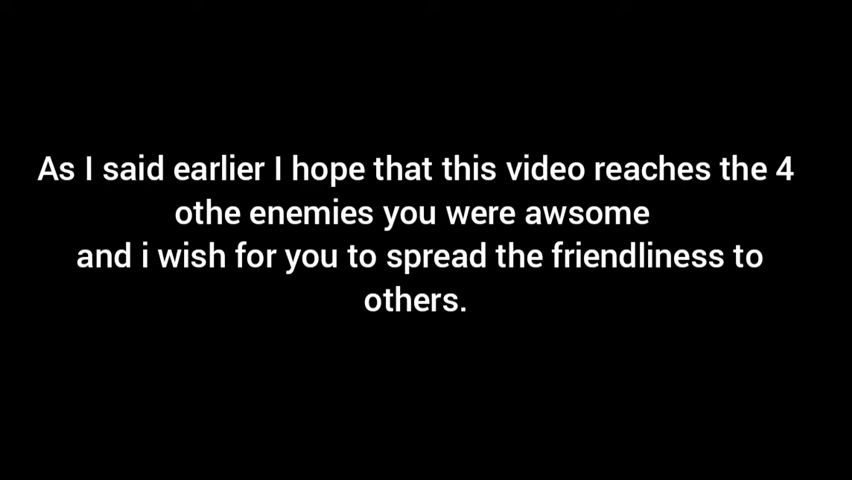 As I said earlier I hope that this video reaches the 4
othe enemies you were awsome
and i wish for you to spread the friendliness to
others.